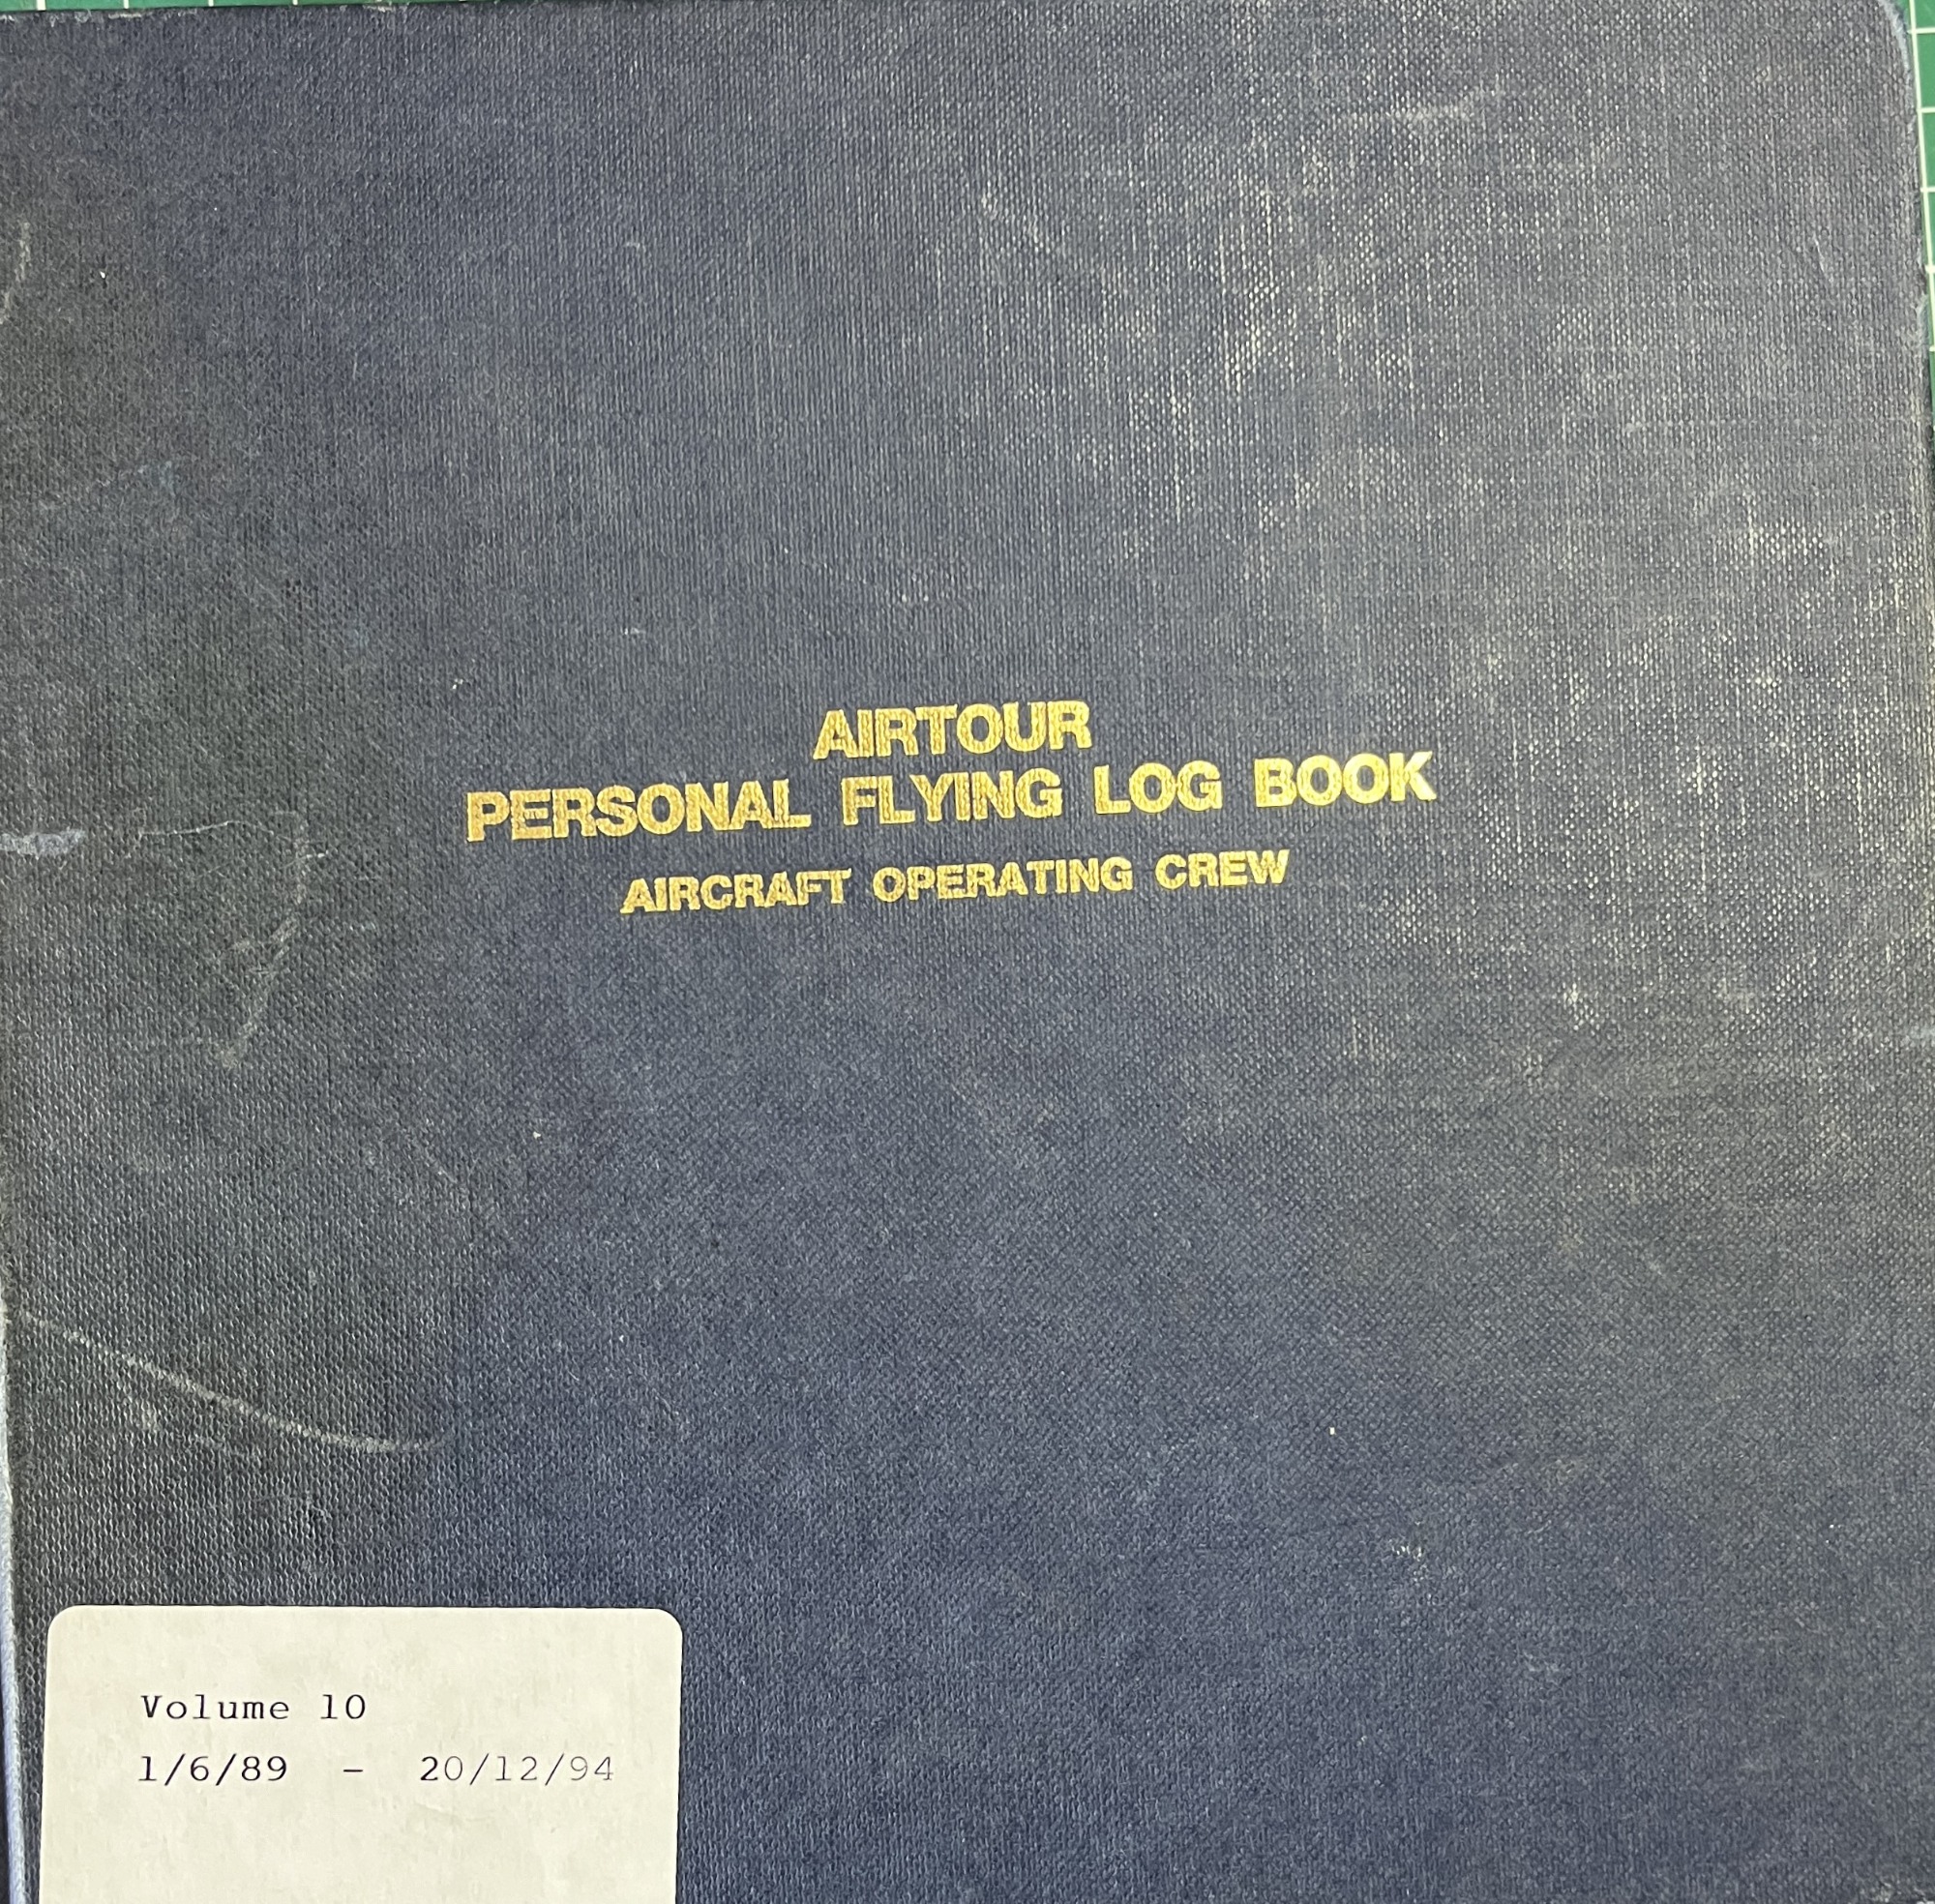 AIRTOUR
PERSONAL FLYING LOG BOOK
AIRCRAFT OPERATING CREW
Volume 10
1/6/89 - 20/12/94